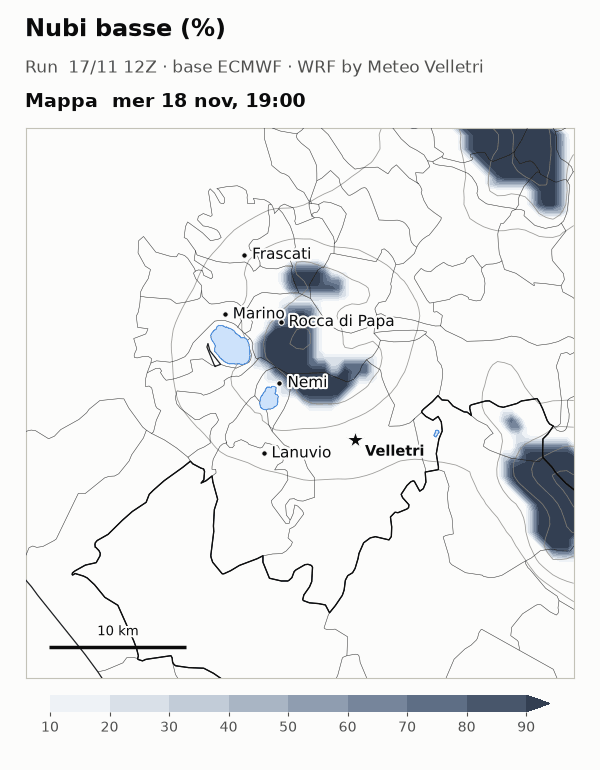 Nubi basse (%)
Run  17/11 12Z · base ECMWF · WRF by Meteo Velletri
Mappa  mer 18 nov, 19:00
Frascati
Marino
Rocca di Papa
Nemi
Velletri
Lanuvio
10 km
10 20 30 40 50 60 70 80 90